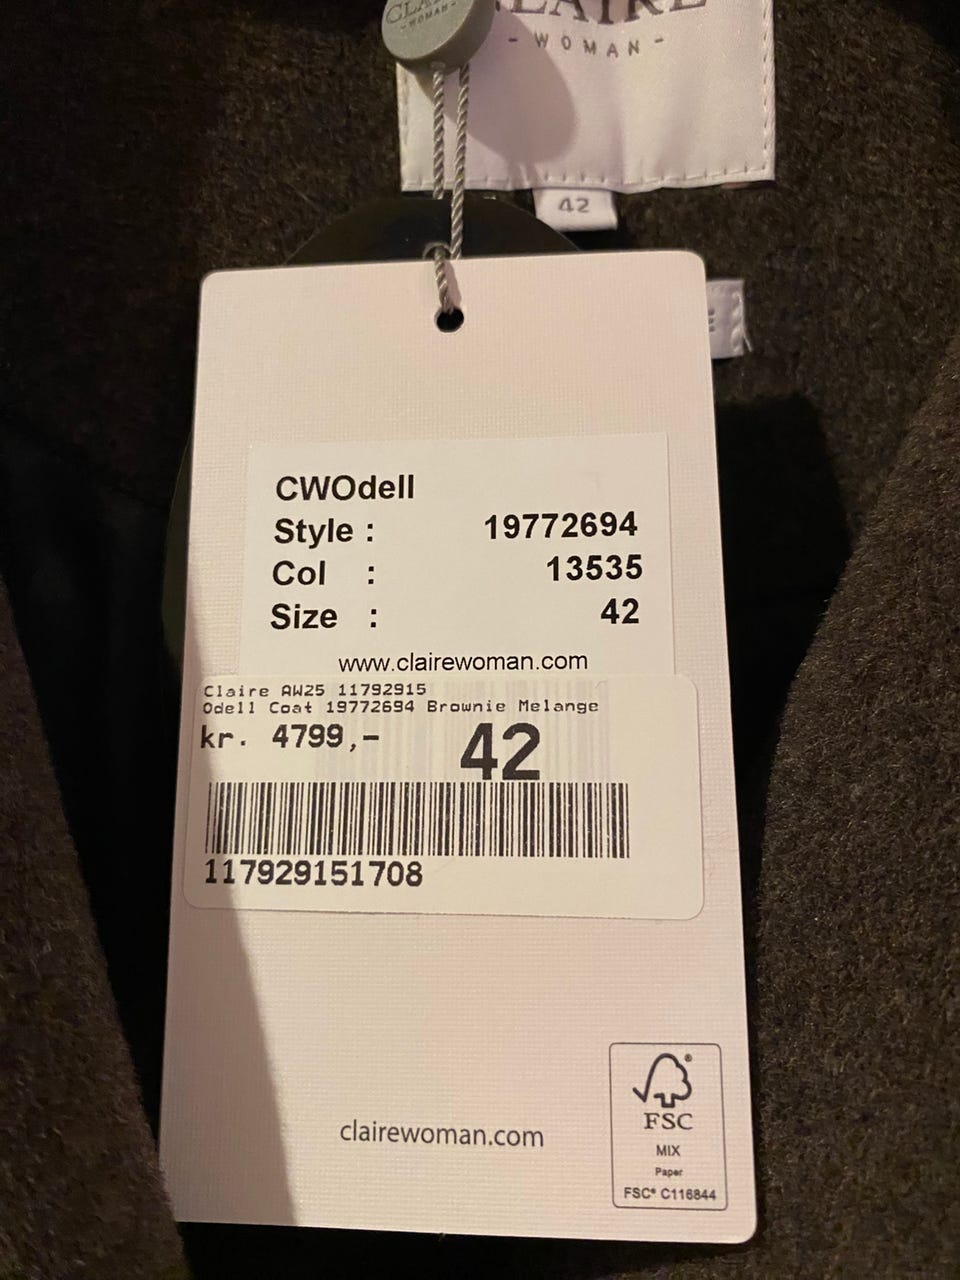 - WOMAN -
- WOMAN -
42
CWOdell
Style : 19772694
Col : 13535
Size : 42
www.clairewoman.com
Claire AW25 11792915
Odell Coat 19772694 Brownie Melange
kr. 4799,- 42
117929151708
clairewoman.com
FSC
MIX
Paper
FSC® C116844